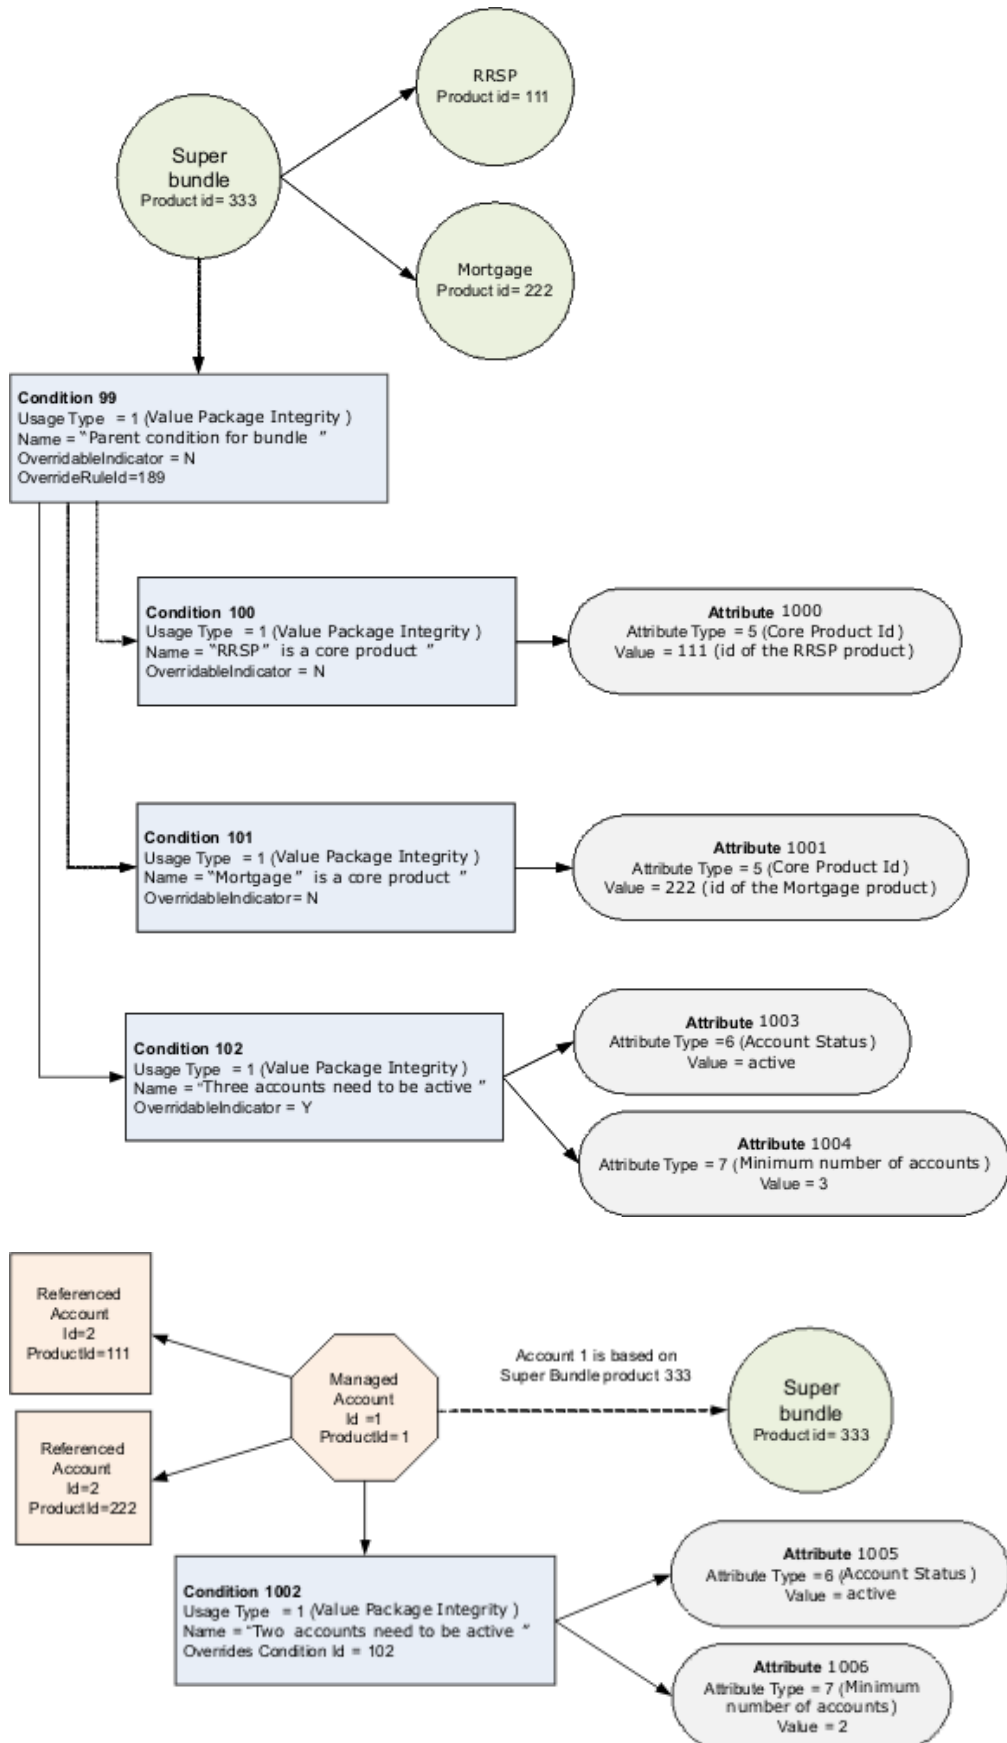 RRSP
Product id= 111
Super
bundle
Product id= 333
Mortgage
Product id= 222
Condition 99
Usage Type = 1 (Value Package Integrity )
Name = “Parent condition for bundle ”
OverridableIndicator = N
OverrideRuleId=189
Condition 100
Usage Type = 1 (Value Package Integrity )
Name = “RRSP” is a core product ”
OverridableIndicator = N
Attribute 1000
Attribute Type = 5 (Core Product Id )
Value = 111 (id of the RRSP product )
Condition 101
Usage Type = 1 (Value Package Integrity )
Name = “Mortgage” is a core product ”
OverridableIndicator= N
Attribute 1001
Attribute Type = 5 (Core Product Id )
Value = 222 (id of the Mortgage product )
Condition 102
Usage Type = 1 (Value Package Integrity )
Name = “Three accounts need to be active ”
OverridableIndicator = Y
Attribute 1003
Attribute Type =6 (Account Status )
Value = active
Attribute 1004
Attribute Type = 7 (Minimum number of accounts )
Value = 3
Referenced
Account
Id=2
ProductId=111
Managed
Account
Id =1
ProductId= 1
Account 1 is based on
Super Bundle product 333
Super
bundle
Product id= 333
Referenced
Account
Id=2
ProductId=222
Condition 1002
Usage Type = 1 (Value Package Integrity )
Name = “Two accounts need to be active ”
Overrides Condition Id = 102
Attribute 1005
Attribute Type =6 (Account Status )
Value = active
Attribute 1006
Attribute Type = 7 (Minimum
number of accounts)
Value = 2